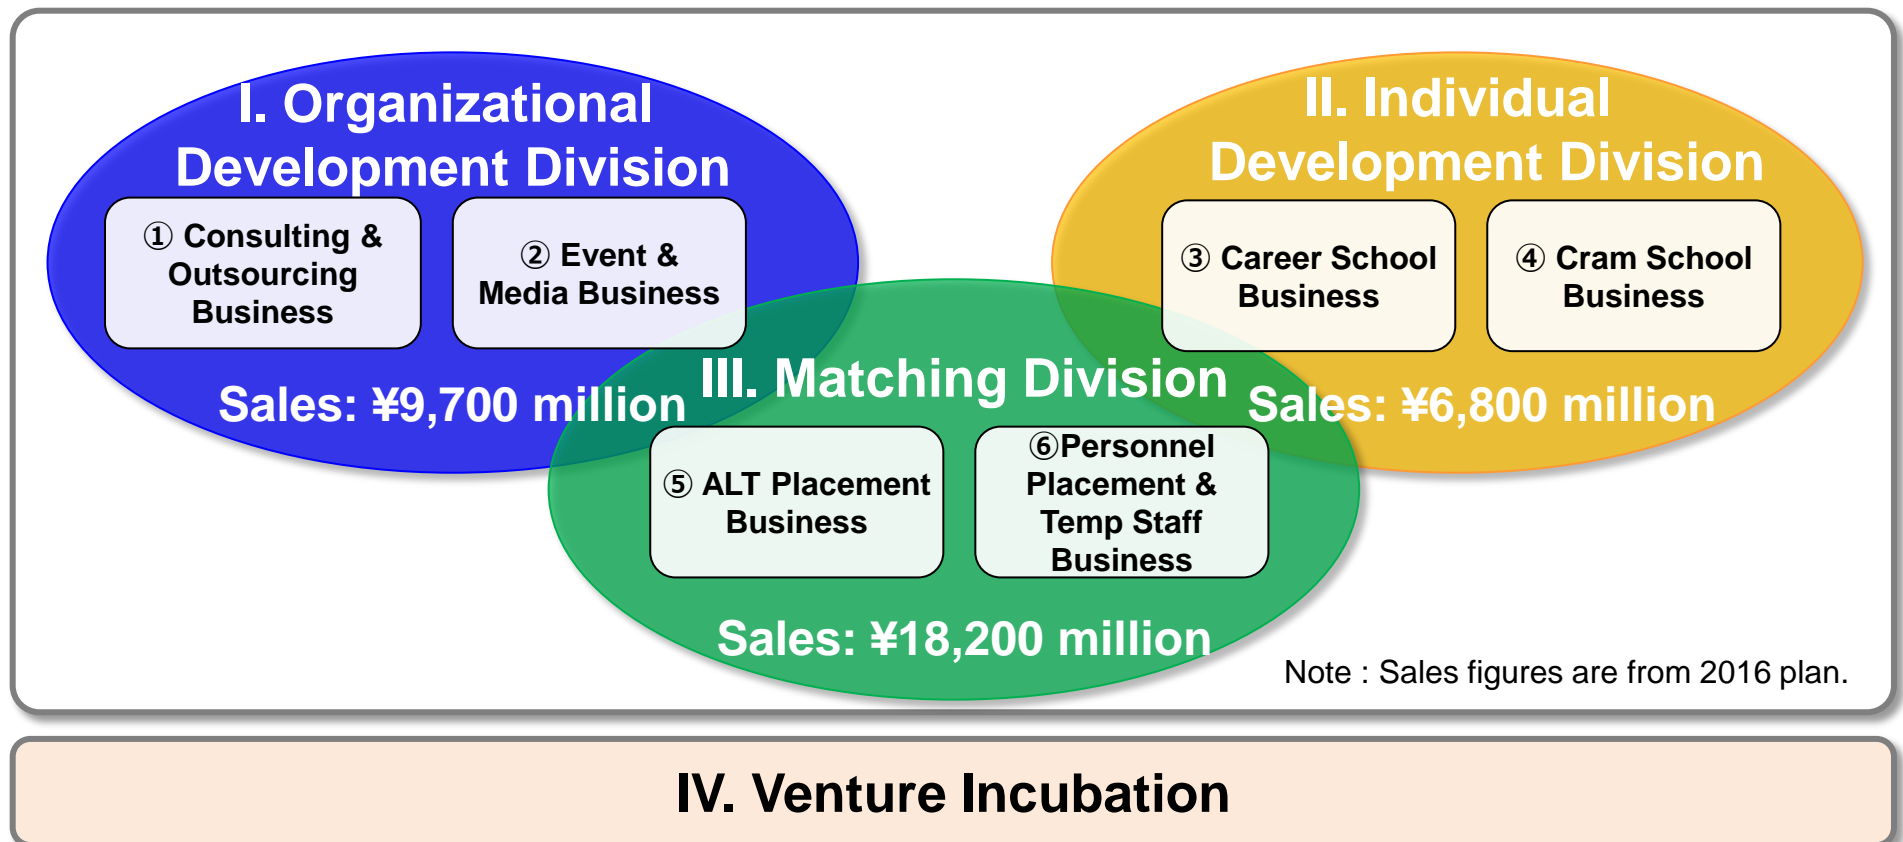 I. Organizational
Development Division
① Consulting &
Outsourcing
Business
② Event &
Media Business
Sales: ¥9,700 million
II. Individual
Development Division
③ Career School
Business
④ Cram School
Business
Sales: ¥6,800 million
III. Matching Division
⑤ ALT Placement
Business
⑥Personnel
Placement &
Temp Staff
Business
Sales: ¥18,200 million
Note : Sales figures are from 2016 plan.
IV. Venture Incubation